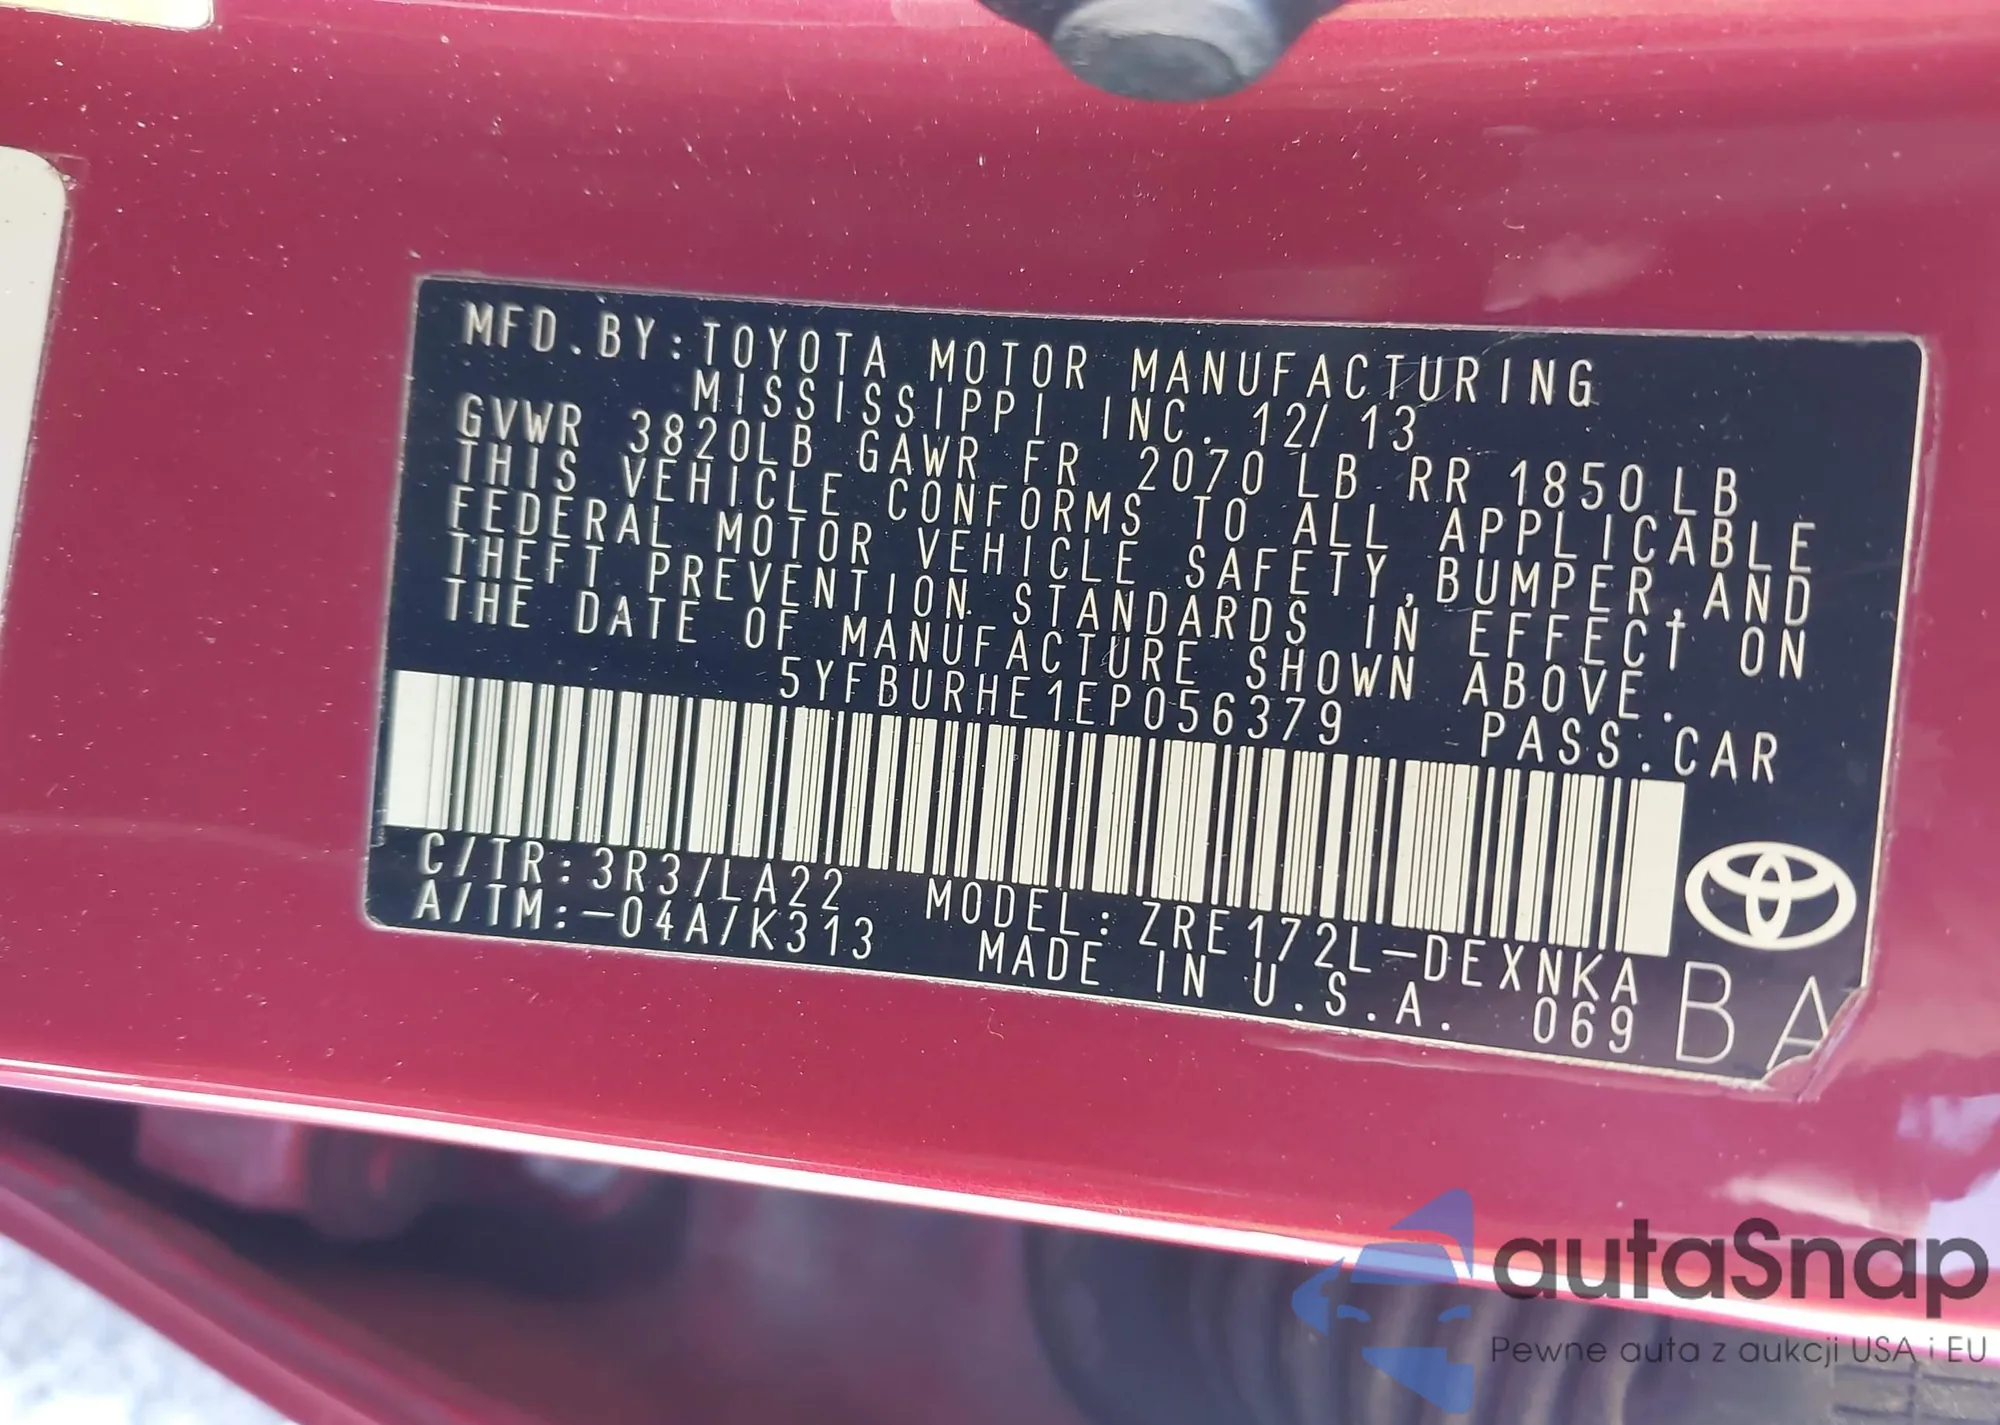 MFD.BY:TOYOTA MOTOR MANUFACTURING
MISSISSIPPI INC. 12/13
GVWR 3820LB GAWR FR 2070LB RR 1850LB
THIS VEHICLE CONFORMS TO ALL APPLICABLE
FEDERAL MOTOR VEHICLE SAFETY,BUMPER,AND
THEFT PREVENTION STANDARDS IN EFFECT ON
THE DATE OF MANUFACTURE SHOWN ABOVE.
5YFBURHE1EP056379 PASS.CAR
C/TR:3R3/LA22 MODEL:ZRE172L-DEXNKA
A/TM:-04A/K313 MADE IN U.S.A. 069 BA
autaSnap
Pewne auta z aukcji USA i EU